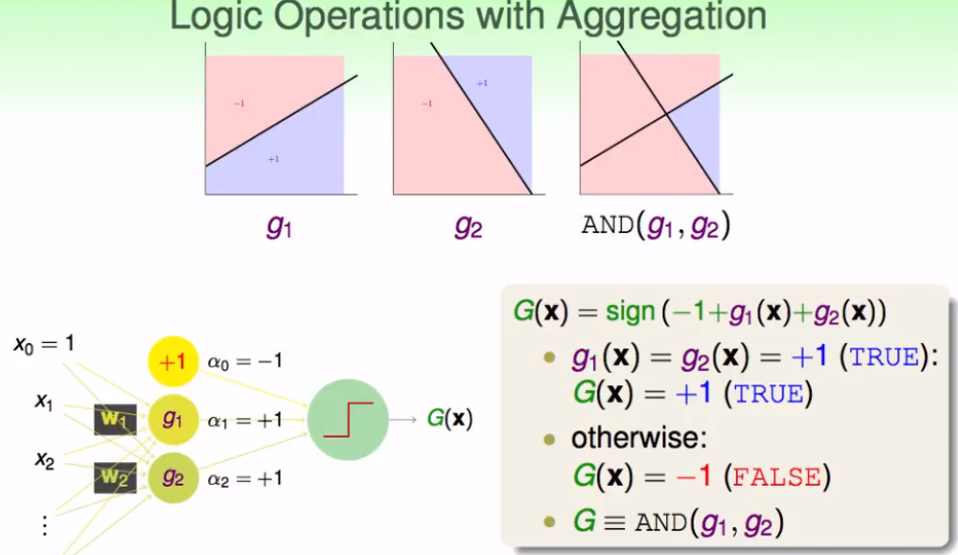 Logic Operations with Aggregation
−1
+1
g₁
−1
+1
g₂
AND(g₁, g₂)
x₀ = 1
x₁
x₂
⋮
w₁
w₂
+1
α₀ = −1
g₁
α₁ = +1
g₂
α₂ = +1
G(x)
G(x) = sign (−1+g₁(x)+g₂(x))
• g₁(x) = g₂(x) = +1 (TRUE):
G(x) = +1 (TRUE)
• otherwise:
G(x) = −1 (FALSE)
• G ≡ AND(g₁, g₂)